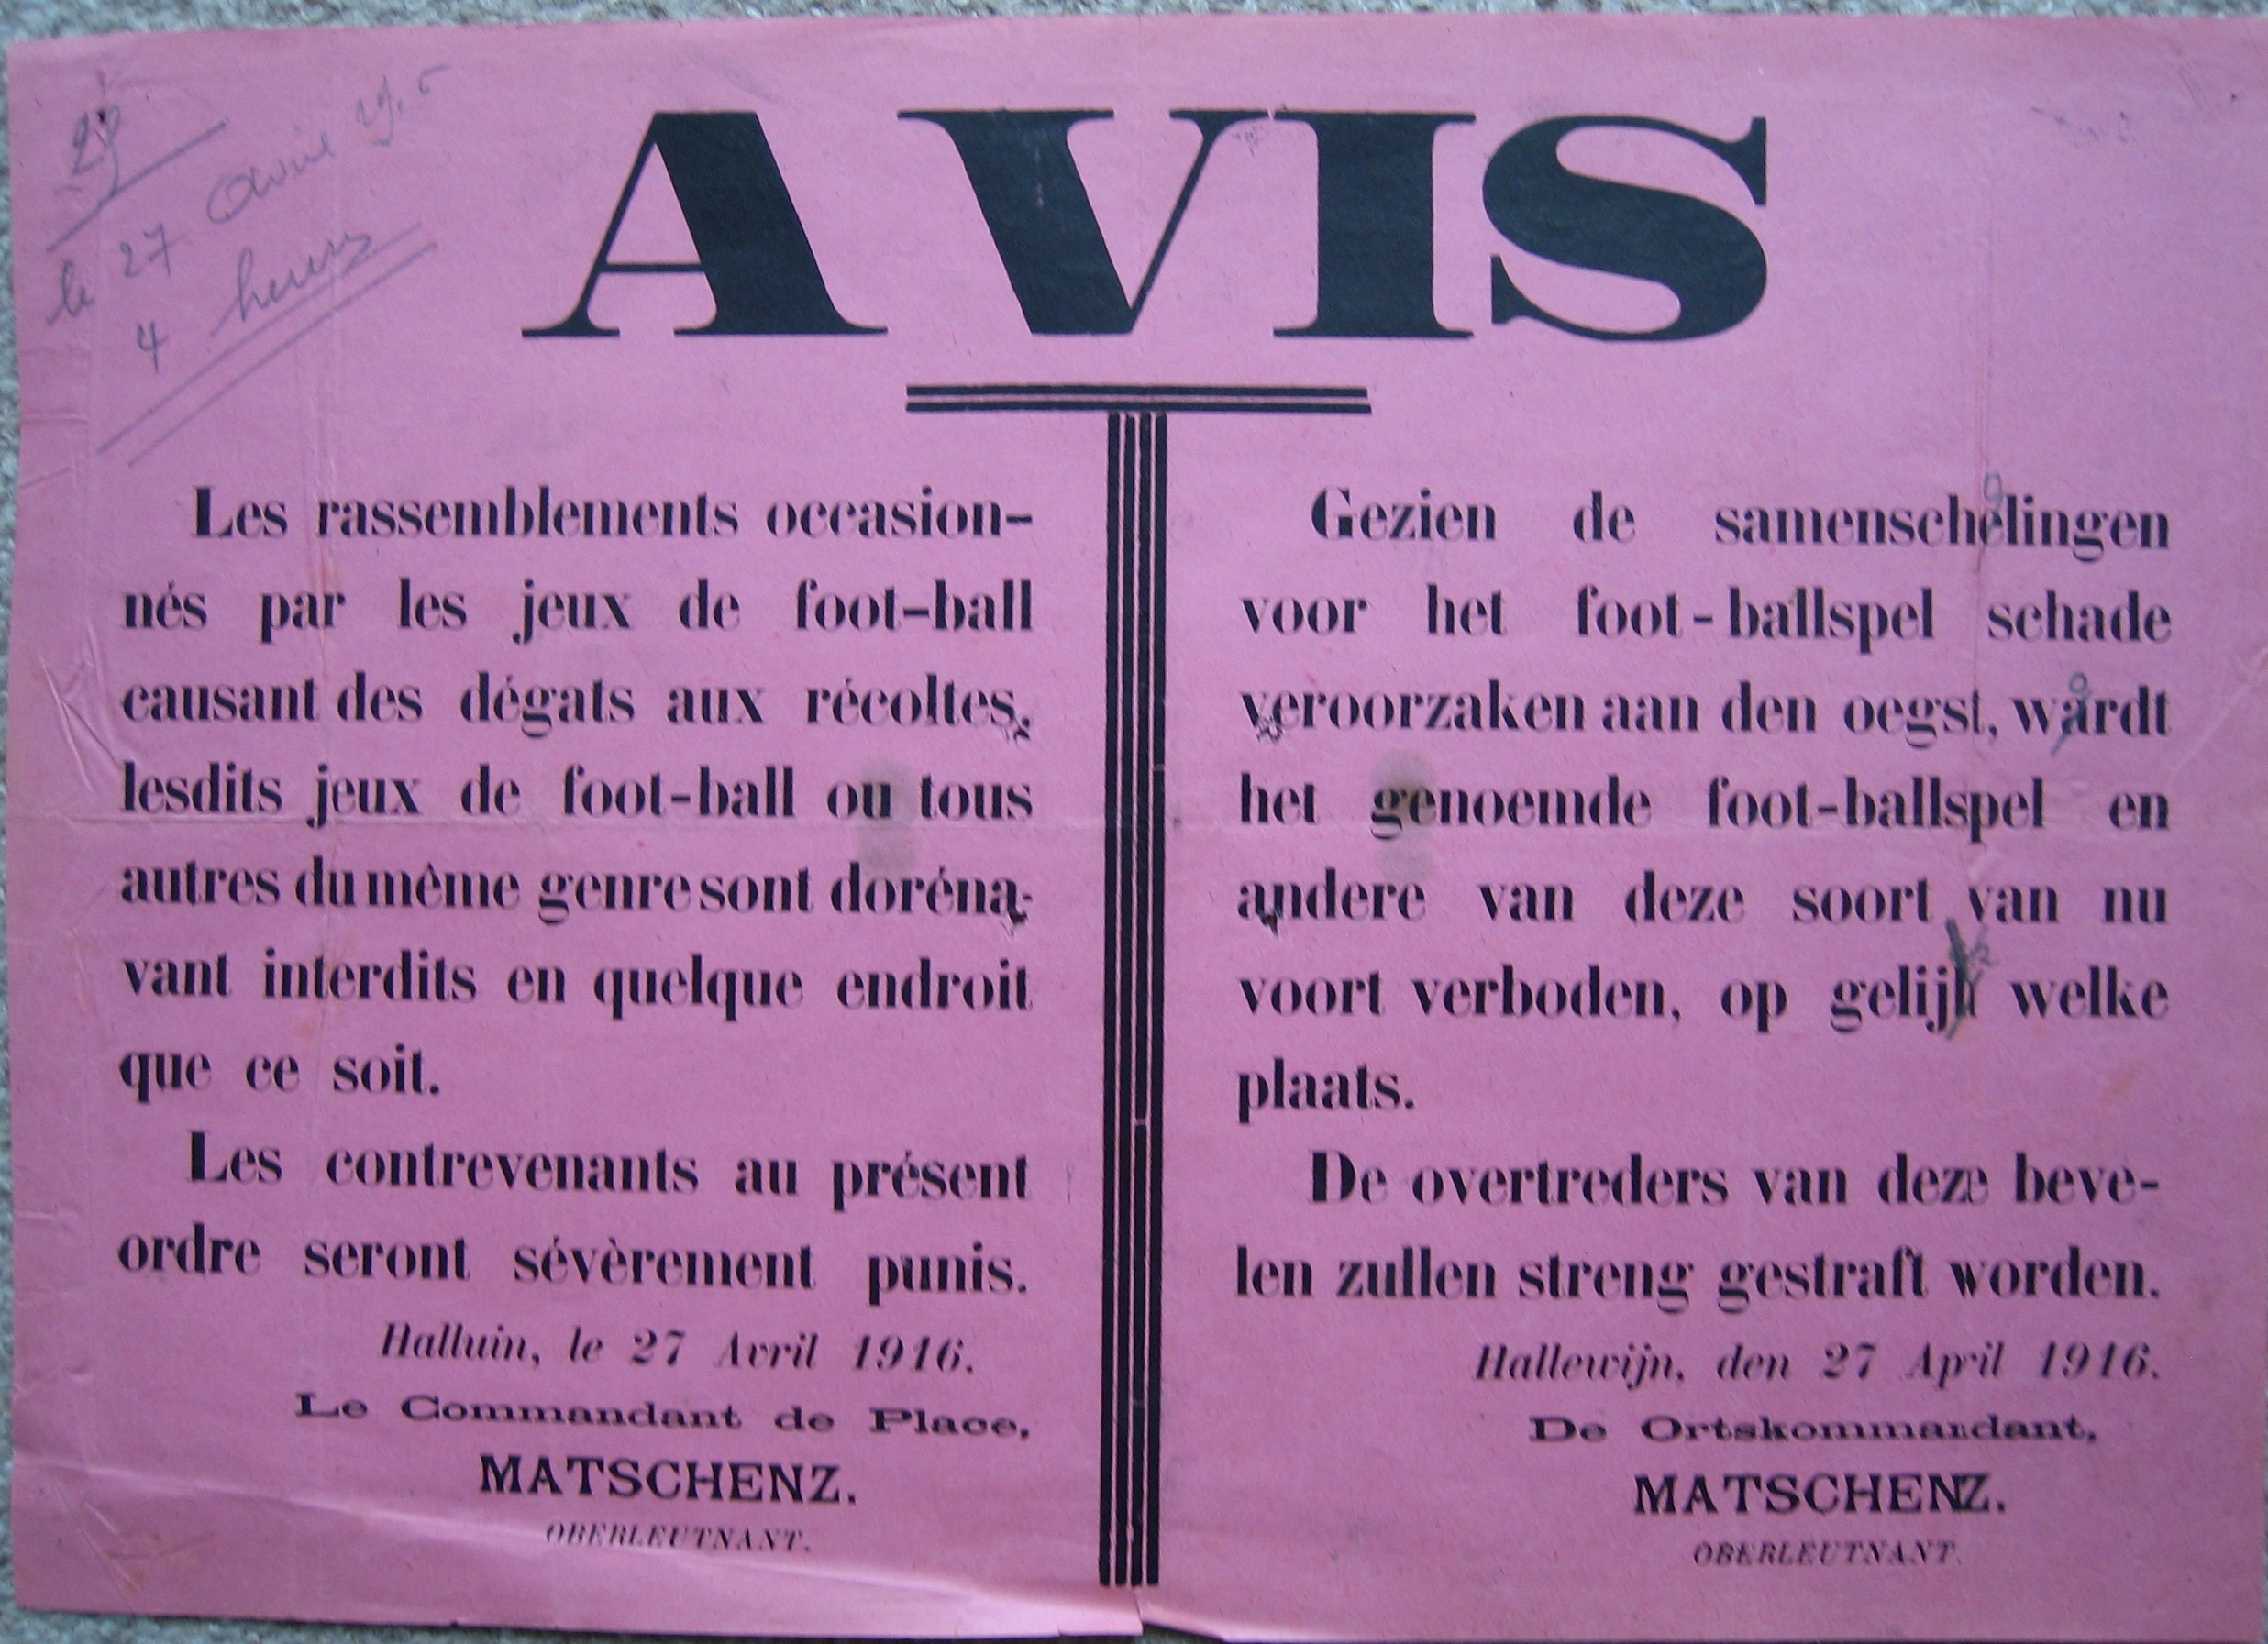 le 27 avril
4 heures
AVIS
Les rassemblements occasion-
nés par les jeux de foot-ball
causant des dégats aux récoltes,
lesdits jeux de foot-ball ou tous
autres du même genre sont doréna-
vant interdits en quelque endroit
que ce soit.
Les contrevenants au présent
ordre seront sévèrement punis.
Halluin, le 27 Avril 1916.
Le Commandant de Place,
MATSCHENZ.
OBERLEUTNANT.
Gezien de samenschelingen
voor het foot-ballspel schade
veroorzaken aan den oegst, wardt
het genoemde foot-ballspel en
andere van deze soort van nu
voort verboden, op gelijk welke
plaats.
De overtreders van deze beve-
len zullen streng gestraft worden.
Hallewijn, den 27 April 1916.
De Ortskommandant,
MATSCHENZ.
OBERLEUTNANT.